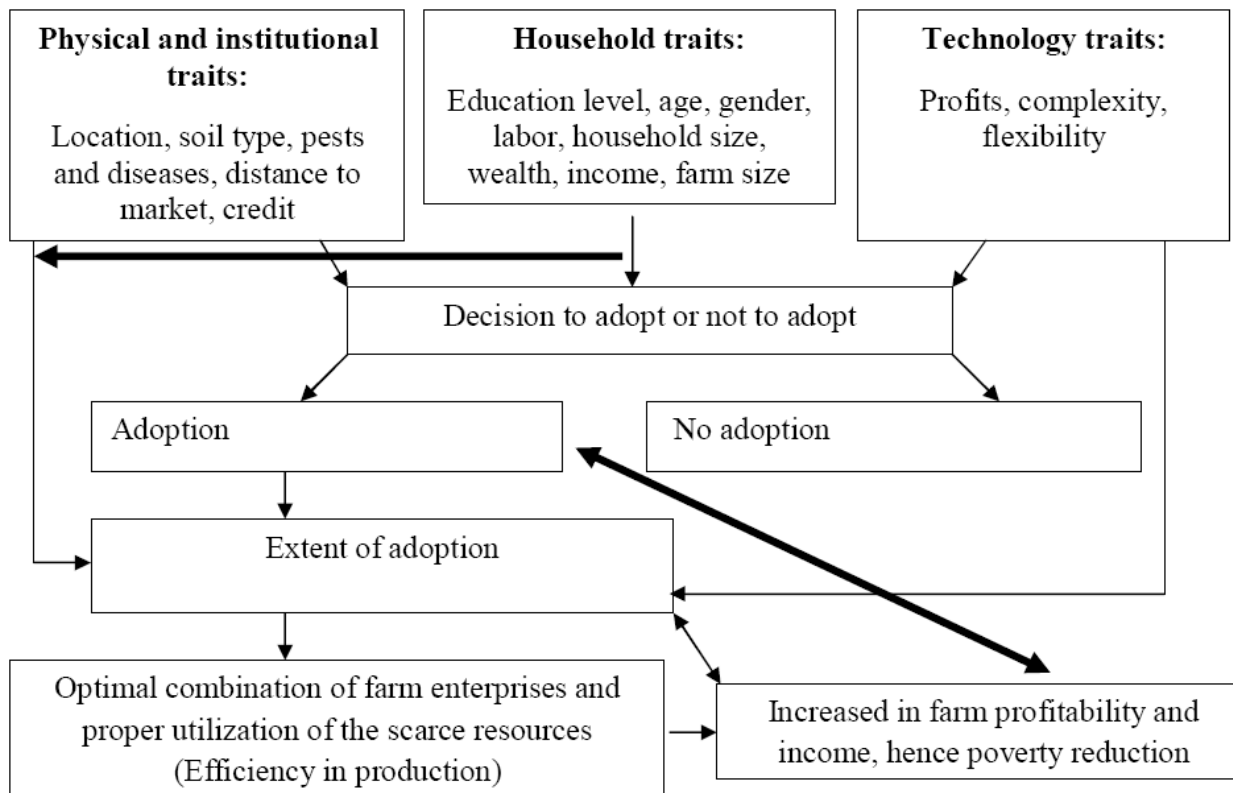 Physical and institutional
traits:
Location, soil type, pests
and diseases, distance to
market, credit
Household traits:
Education level, age, gender,
labor, household size,
wealth, income, farm size
Technology traits:
Profits, complexity,
flexibility
Decision to adopt or not to adopt
Adoption
No adoption
Extent of adoption
Optimal combination of farm enterprises and
proper utilization of the scarce resources
(Efficiency in production)
Increased in farm profitability and
income, hence poverty reduction